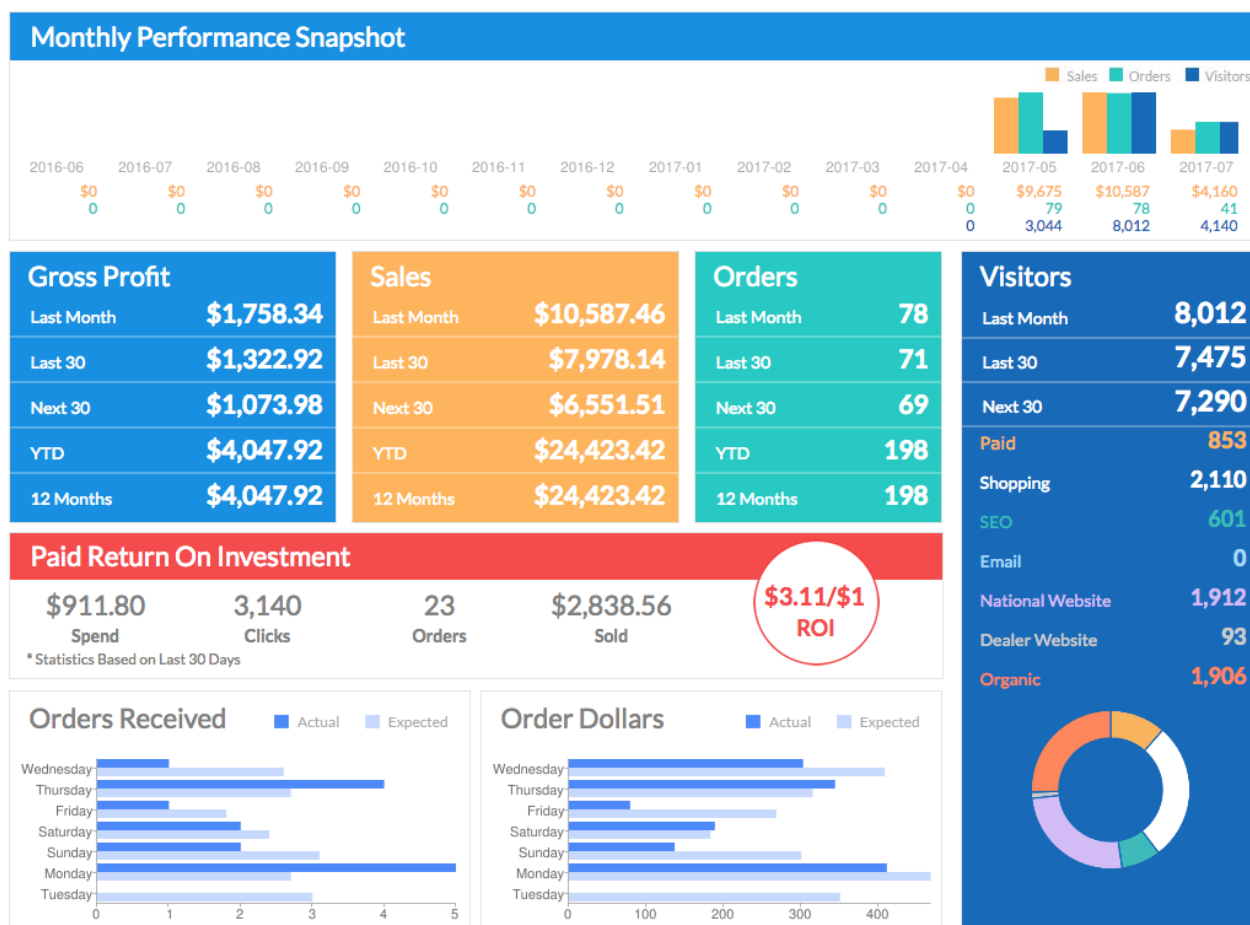 Monthly Performance Snapshot
Sales Orders Visitors
2016-06 2016-07 2016-08 2016-09 2016-10 2016-11 2016-12 2017-01 2017-02 2017-03 2017-04 2017-05 2017-06 2017-07
$0 $0 $0 $0 $0 $0 $0 $0 $0 $0 $0 $9,675 $10,587 $4,160
0 0 0 0 0 0 0 0 0 0 0 79 78 41
0 3,044 8,012 4,140
Gross Profit
Last Month $1,758.34
Last 30 $1,322.92
Next 30 $1,073.98
YTD $4,047.92
12 Months $4,047.92
Sales
Last Month $10,587.46
Last 30 $7,978.14
Next 30 $6,551.51
YTD $24,423.42
12 Months $24,423.42
Orders
Last Month 78
Last 30 71
Next 30 69
YTD 198
12 Months 198
Visitors
Last Month 8,012
Last 30 7,475
Next 30 7,290
Paid 853
Shopping 2,110
SEO 601
Email 0
National Website 1,912
Dealer Website 93
Organic 1,906
Paid Return On Investment
$911.80 3,140 23 $2,838.56
Spend Clicks Orders Sold
* Statistics Based on Last 30 Days
$3.11/$1
ROI
Orders Received
Actual Expected
Wednesday
Thursday
Friday
Saturday
Sunday
Monday
Tuesday
0 1 2 3 4 5
Order Dollars
Actual Expected
Wednesday
Thursday
Friday
Saturday
Sunday
Monday
Tuesday
0 100 200 300 400